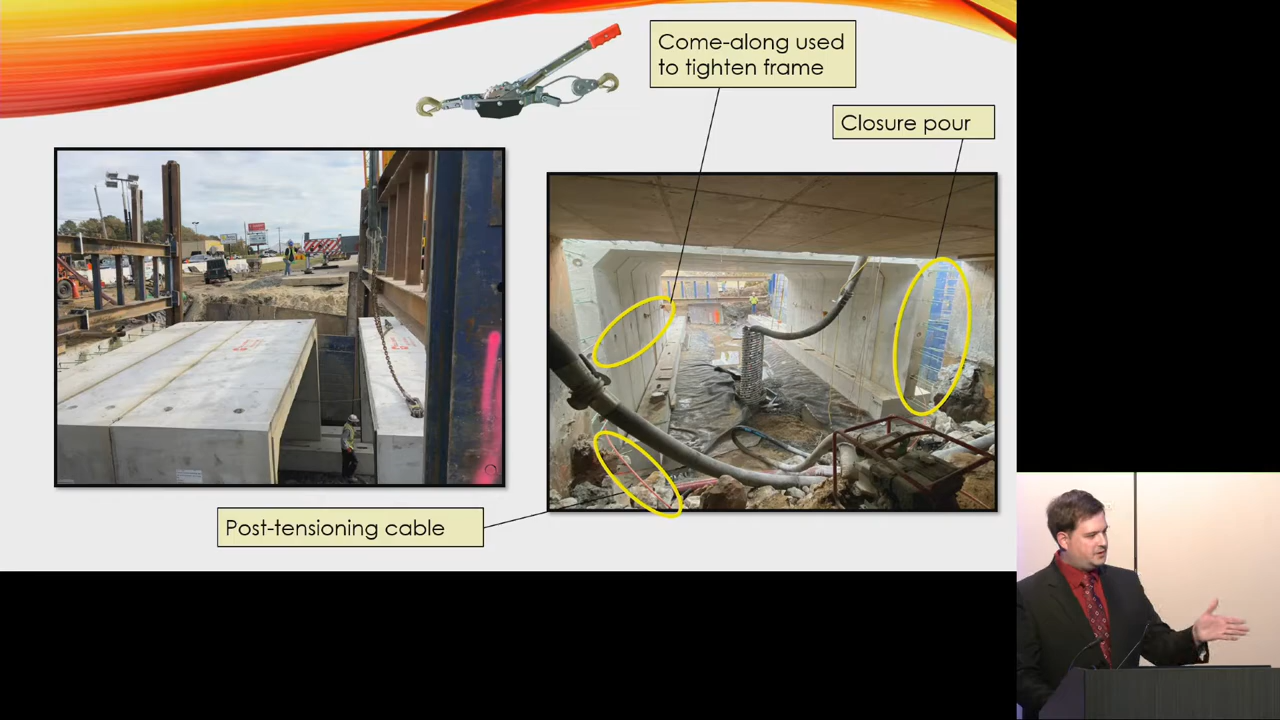 Come-along used
to tighten frame
Closure pour
Post-tensioning cable